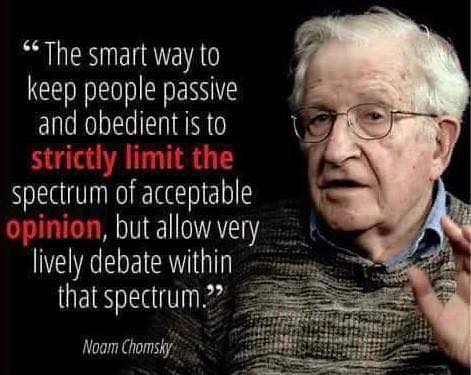 “ The smart way to
keep people passive
and obedient is to
strictly limit the
spectrum of acceptable
opinion, but allow very
lively debate within
that spectrum.”
Noam Chomsky